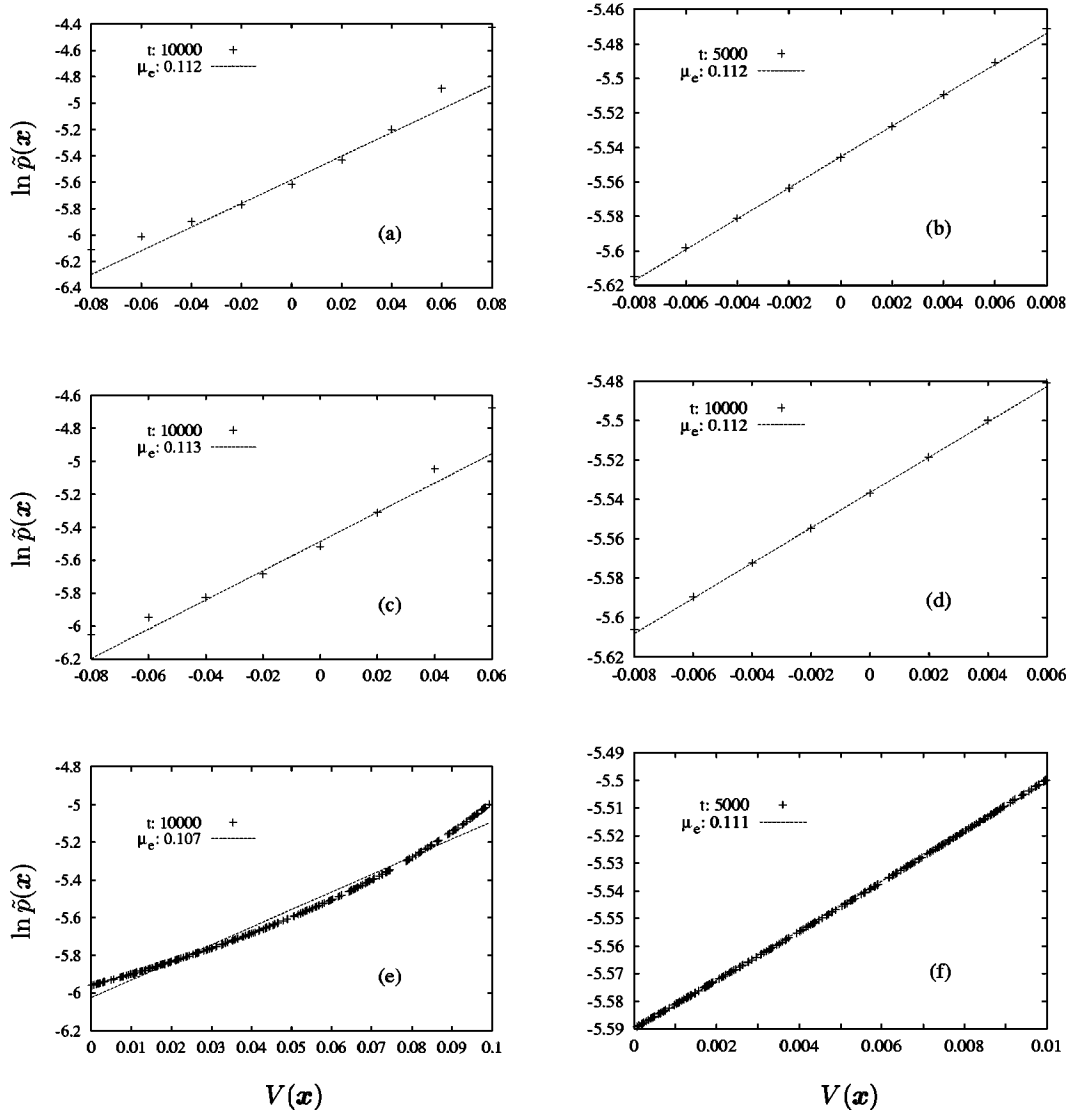 ln p̃(x)
-4.4
-4.6
-4.8
-5
-5.2
-5.4
-5.6
-5.8
-6
-6.2
-6.4
t: 10000
μe: 0.112
(a)
-0.08 -0.06 -0.04 -0.02 0 0.02 0.04 0.06 0.08
-5.46
-5.48
-5.5
-5.52
-5.54
-5.56
-5.58
-5.6
-5.62
t: 5000
μe: 0.112
(b)
-0.008 -0.006 -0.004 -0.002 0 0.002 0.004 0.006 0.008
ln p̃(x)
-4.6
-4.8
-5
-5.2
-5.4
-5.6
-5.8
-6
-6.2
t: 10000
μe: 0.113
(c)
-0.08 -0.06 -0.04 -0.02 0 0.02 0.04 0.06
-5.48
-5.5
-5.52
-5.54
-5.56
-5.58
-5.6
-5.62
t: 10000
μe: 0.112
(d)
-0.008 -0.006 -0.004 -0.002 0 0.002 0.004 0.006
ln p̃(x)
-4.8
-5
-5.2
-5.4
-5.6
-5.8
-6
-6.2
t: 10000
μe: 0.107
(e)
0 0.01 0.02 0.03 0.04 0.05 0.06 0.07 0.08 0.09 0.1
V(x)
-5.49
-5.5
-5.51
-5.52
-5.53
-5.54
-5.55
-5.56
-5.57
-5.58
-5.59
t: 5000
μe: 0.111
(f)
0 0.002 0.004 0.006 0.008 0.01
V(x)